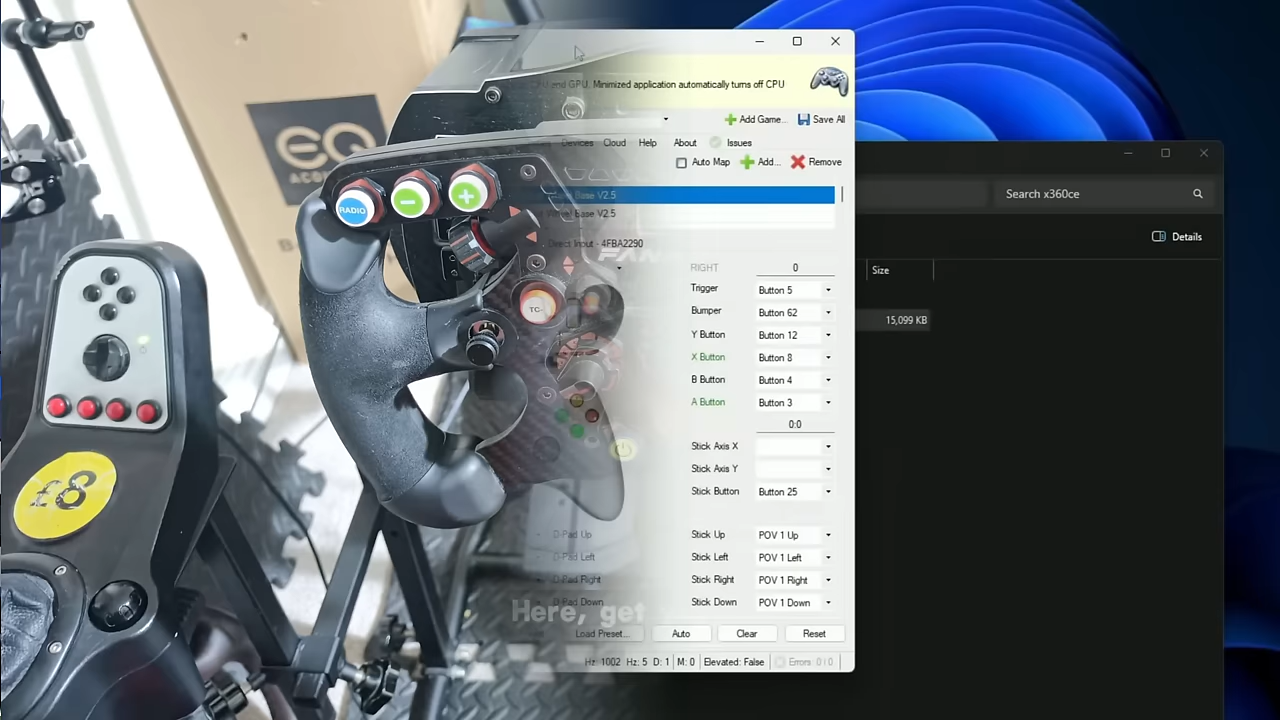 and GPU. Minimized application automatically turns off CPU
Add Game...
Save All
Devices
Cloud
Help
About
Issues
Auto Map
Add...
Remove
Base V2.5
Base V2.5
Direct Input - 4FBA2290
Search x360ce
Details
Size
15,099 KB
EQ
RADIO
TC-
£8
RIGHT
0
Trigger
Button 5
Bumper
Button 62
Y Button
Button 12
X Button
Button 8
B Button
Button 4
A Button
Button 3
0:0
Stick Axis X
Stick Axis Y
Stick Button
Button 25
D-Pad Up
Stick Up
POV 1 Up
D-Pad Left
Stick Left
POV 1 Left
D-Pad Right
Stick Right
POV 1 Right
D-Pad Down
Stick Down
POV 1 Down
Here, get
Load Preset...
Auto
Clear
Reset
Hz: 1002
Hz: 5
D: 1
M: 0
Elevated: False
Errors: 0 | 0